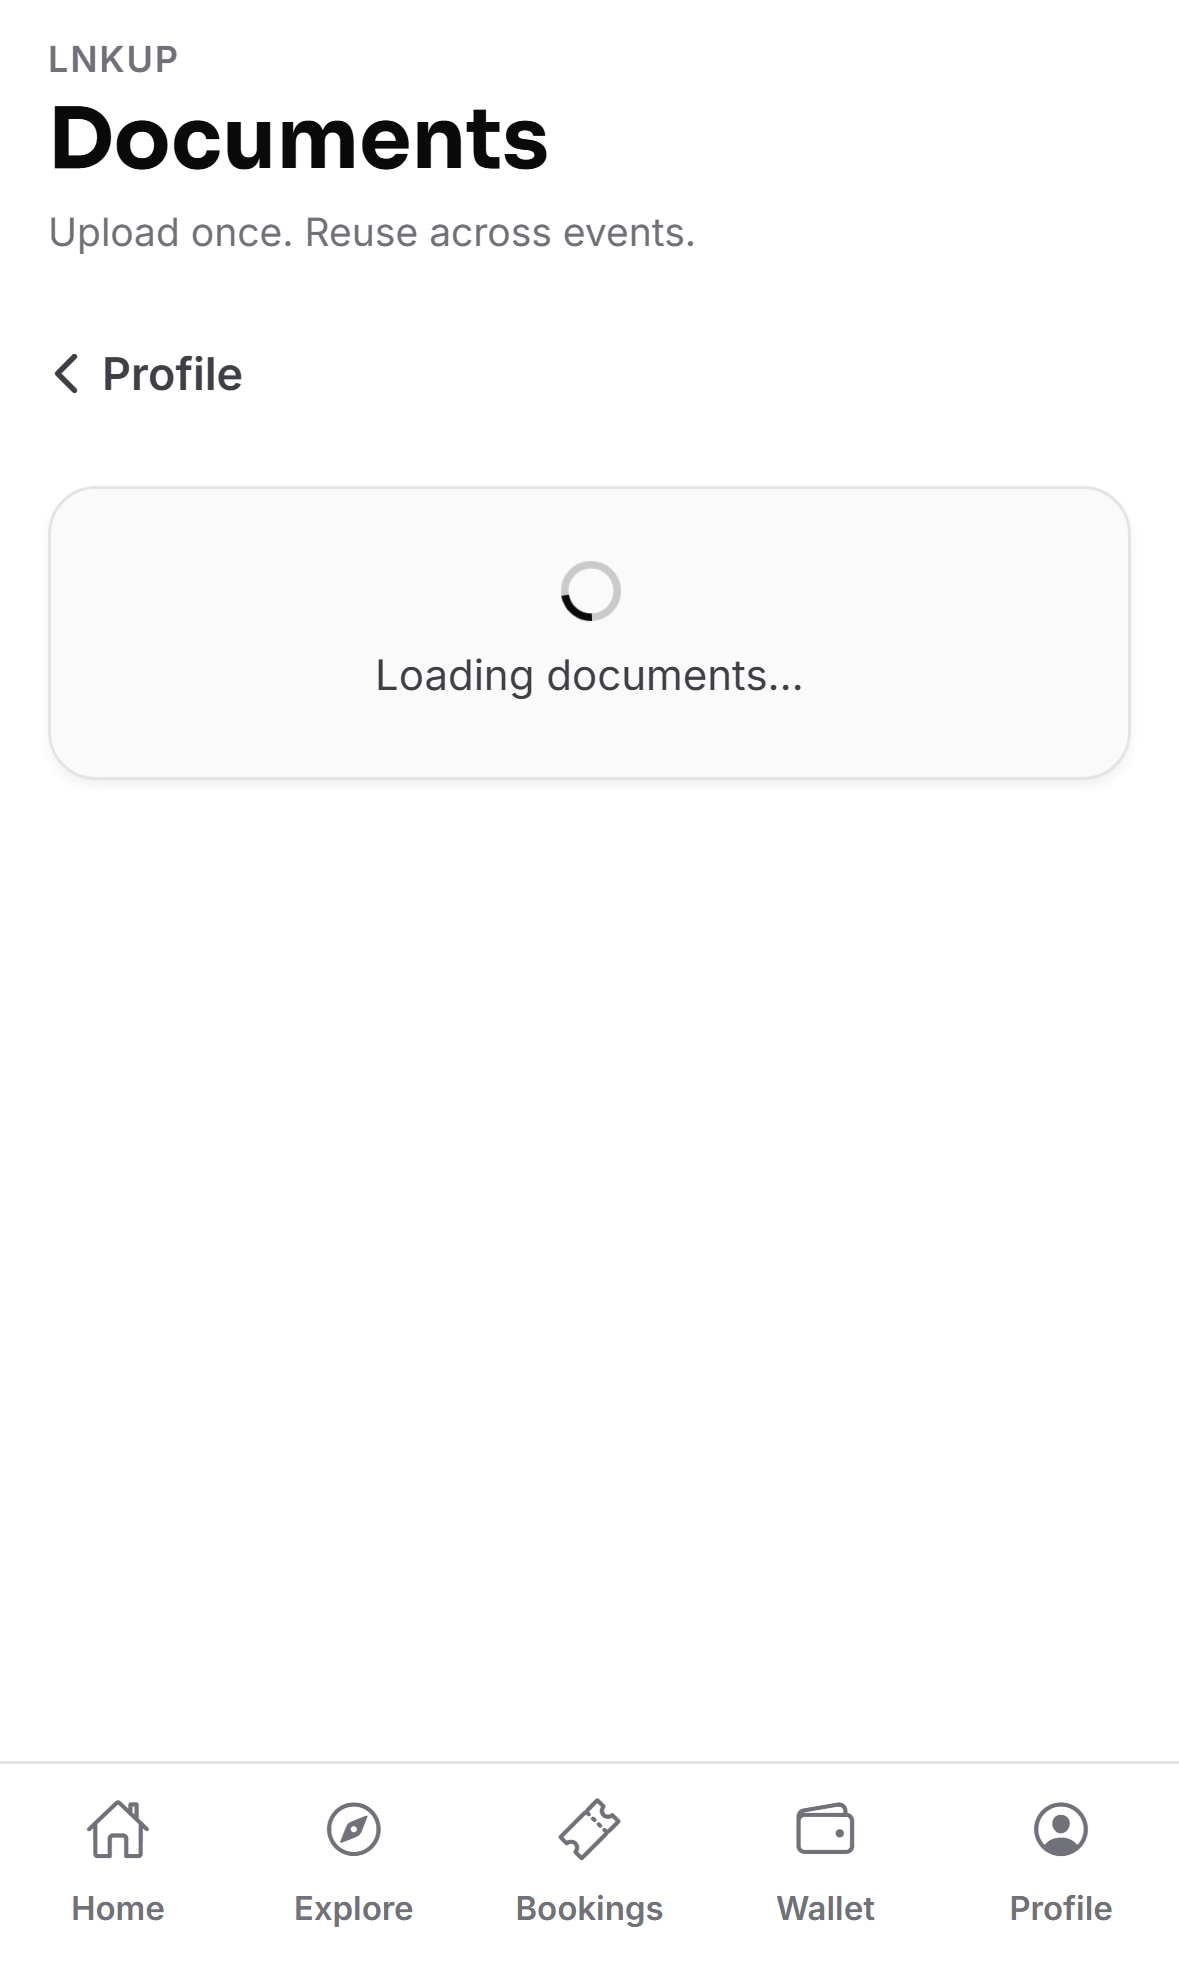 LNKUP
Documents
Upload once. Reuse across events.
Profile
Loading documents...
Home
Explore
Bookings
Wallet
Profile